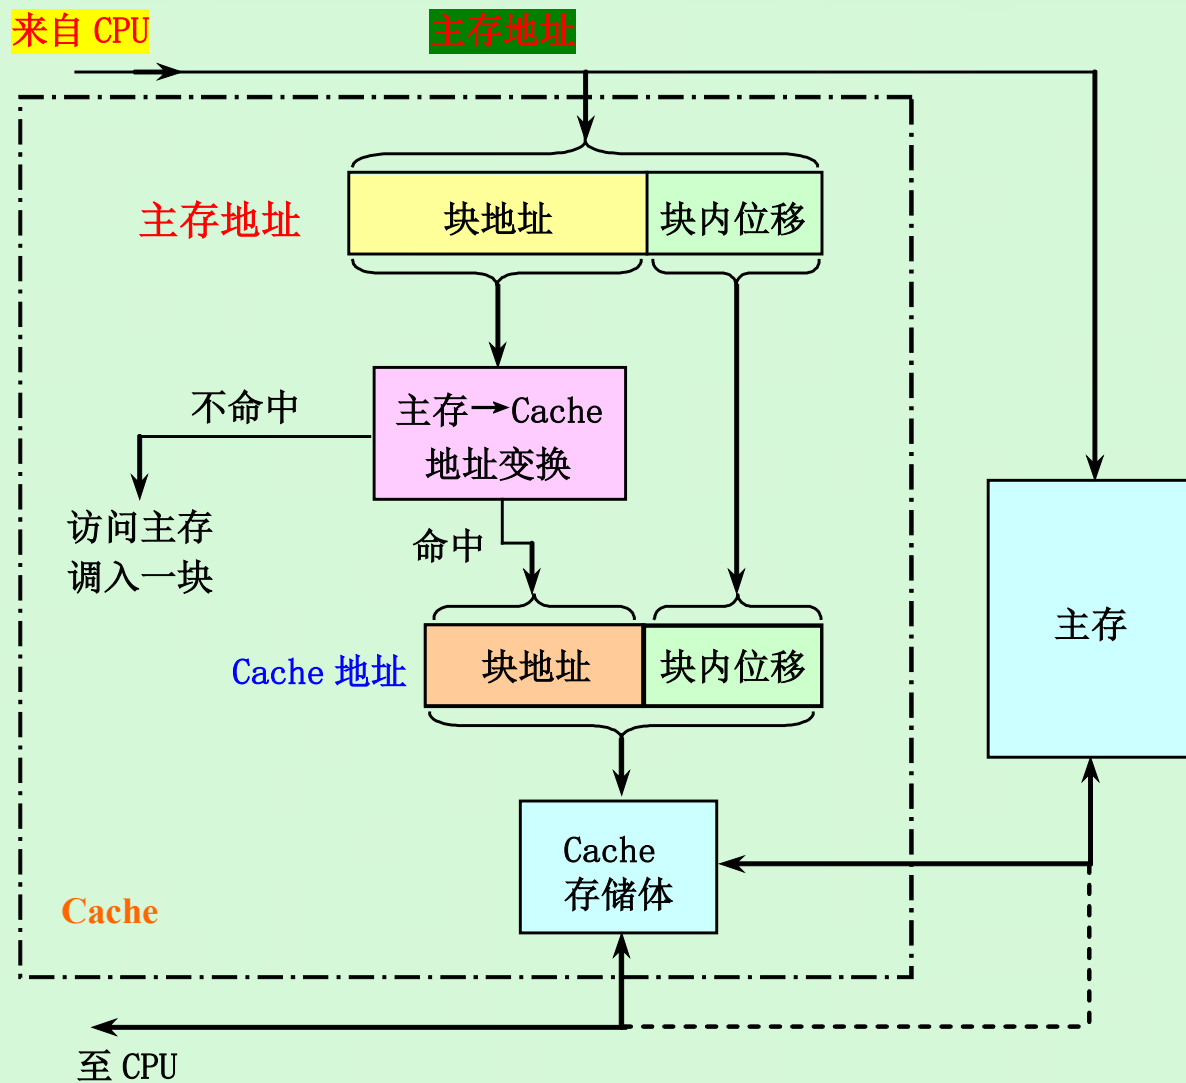 来自 CPU
主存地址
主存地址
块地址
块内位移
不命中
主存→Cache
地址变换
访问主存
调入一块
命中
主存
Cache 地址
块地址
块内位移
Cache
存储体
Cache
至 CPU